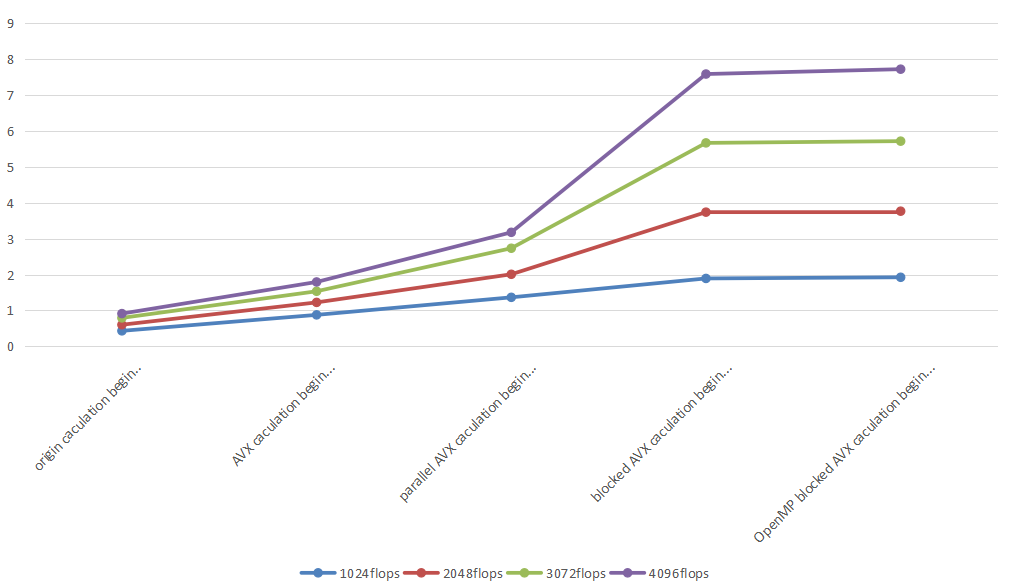 9
8
7
6
5
4
3
2
1
0
origin caculation begin...
AVX caculation begin...
parallel AVX caculation begin...
blocked AVX caculation begin...
OpenMP blocked AVX caculation begin...
1024flops 2048flops 3072flops 4096flops